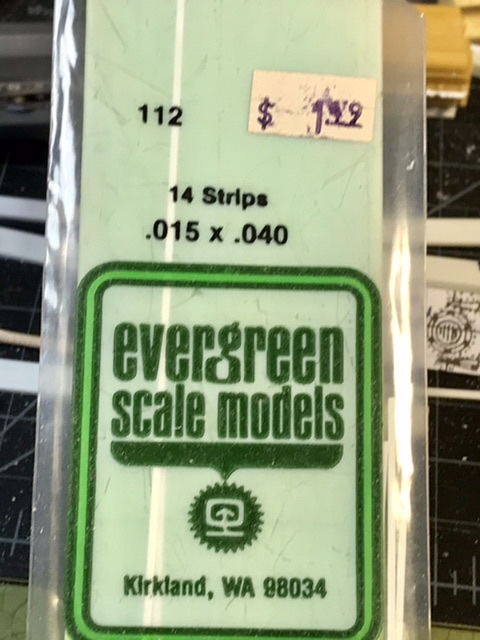 112
$
14 Strips
.015 x .040
evergreen
scale models
Kirkland, WA 98034